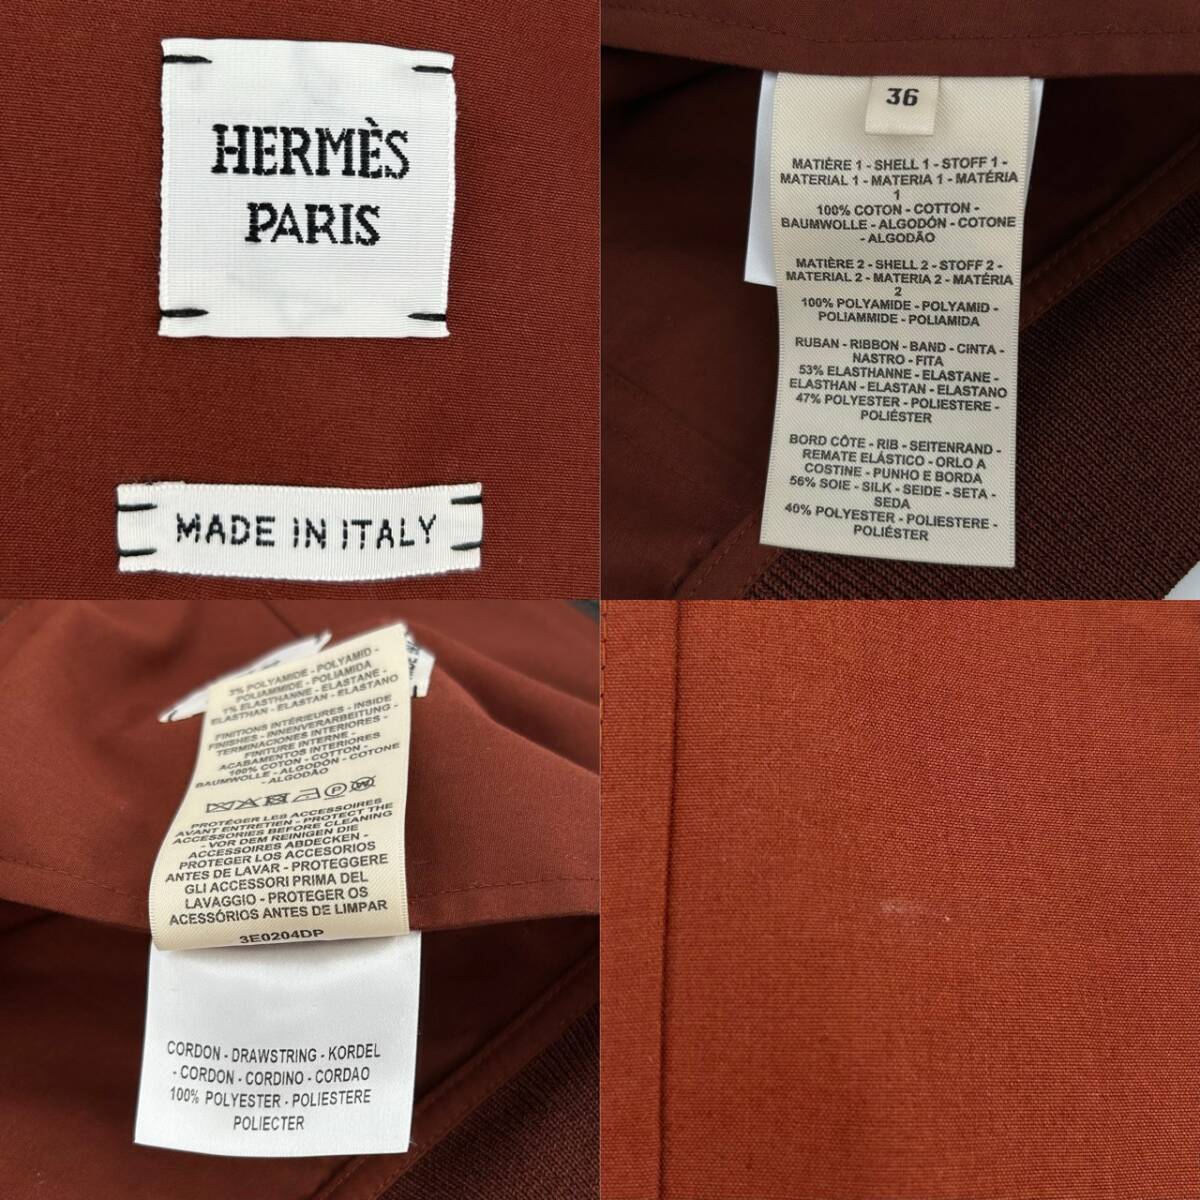 HERMÈS
PARIS
MADE IN ITALY
36
MATIÈRE 1 - SHELL 1 - STOFF 1 -
MATERIAL 1 - MATERIA 1 - MATÉRIA
1
100% COTON - COTTON -
BAUMWOLLE - ALGODÓN - COTONE
- ALGODÃO
MATIÈRE 2 - SHELL 2 - STOFF 2 -
MATERIAL 2 - MATERIA 2 - MATÉRIA
2
100% POLYAMIDE - POLYAMID -
POLIAMMIDE - POLIAMIDA
RUBAN - RIBBON - BAND - CINTA -
NASTRO - FITA
53% ELASTHANNE - ELASTANE -
ELASTHAN - ELASTAN - ELASTANO
47% POLYESTER - POLIESTERE -
POLIÉSTER
BORD CÔTE - RIB - SEITENRAND -
REMATE ELÁSTICO - ORLO A
COSTINE - PUNHO E BORDA
56% SOIE - SILK - SEIDE - SETA -
SEDA
40% POLYESTER - POLIESTERE -
POLIÉSTER
3% POLYAMIDE - POLYAMID -
POLIAMMIDE - POLIAMIDA
1% ELASTHANNE - ELASTANE -
ELASTHAN - ELASTAN - ELASTANO
FINITIONS INTÉRIEURES - INSIDE
FINISHES - INNENVERARBEITUNG -
TERMINACIONES INTERIORES -
FINITURE INTERNE -
ACABAMENTOS INTERIORES
100% COTON - COTTON -
BAUMWOLLE - ALGODÓN - COTONE
- ALGODÃO
PROTÉGER LES ACCESSOIRES
AVANT ENTRETIEN - PROTECT THE
ACCESSORIES BEFORE CLEANING
- VOR DEM REINIGEN DIE
ACCESSOIRES ABDECKEN -
PROTEGER LOS ACCESORIOS
ANTES DE LAVAR - PROTEGGERE
GLI ACCESSORI PRIMA DEL
LAVAGGIO - PROTEGER OS
ACESSÓRIOS ANTES DE LIMPAR
3E0204DP
CORDON - DRAWSTRING - KORDEL
- CORDON - CORDINO - CORDAO
100% POLYESTER - POLIESTERE
POLIECTER